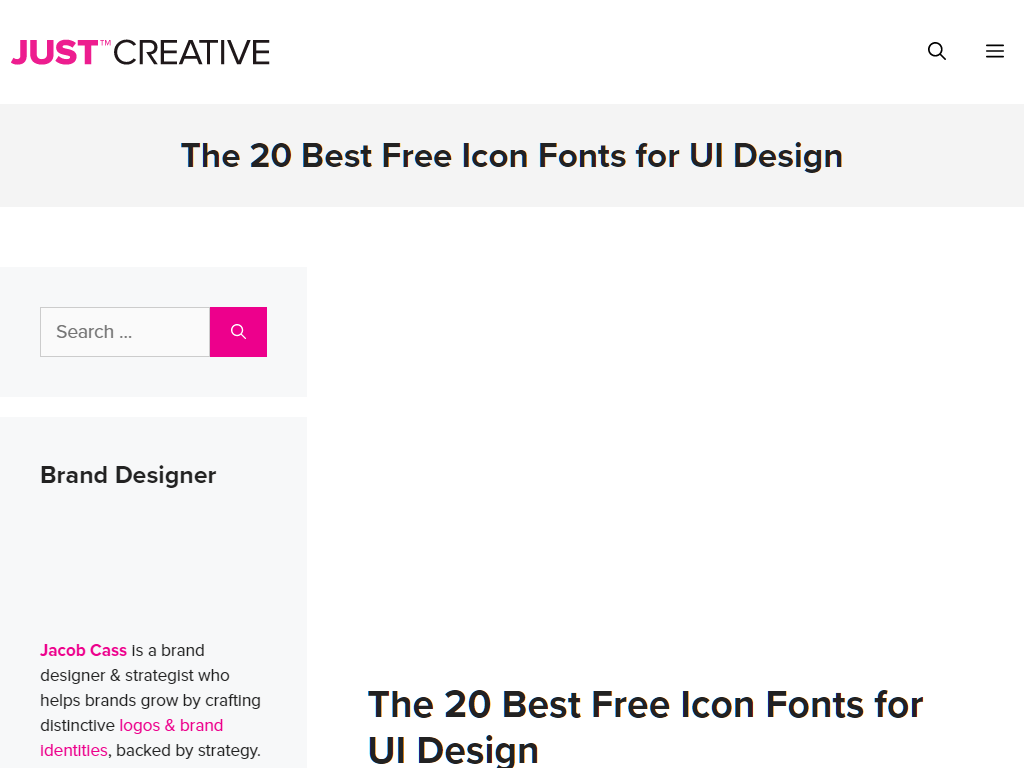 JUST™CREATIVE
The 20 Best Free Icon Fonts for UI Design
Search …
Brand Designer
Jacob Cass is a brand
designer & strategist who
helps brands grow by crafting
distinctive logos & brand
identities, backed by strategy.
The 20 Best Free Icon Fonts for
UI Design